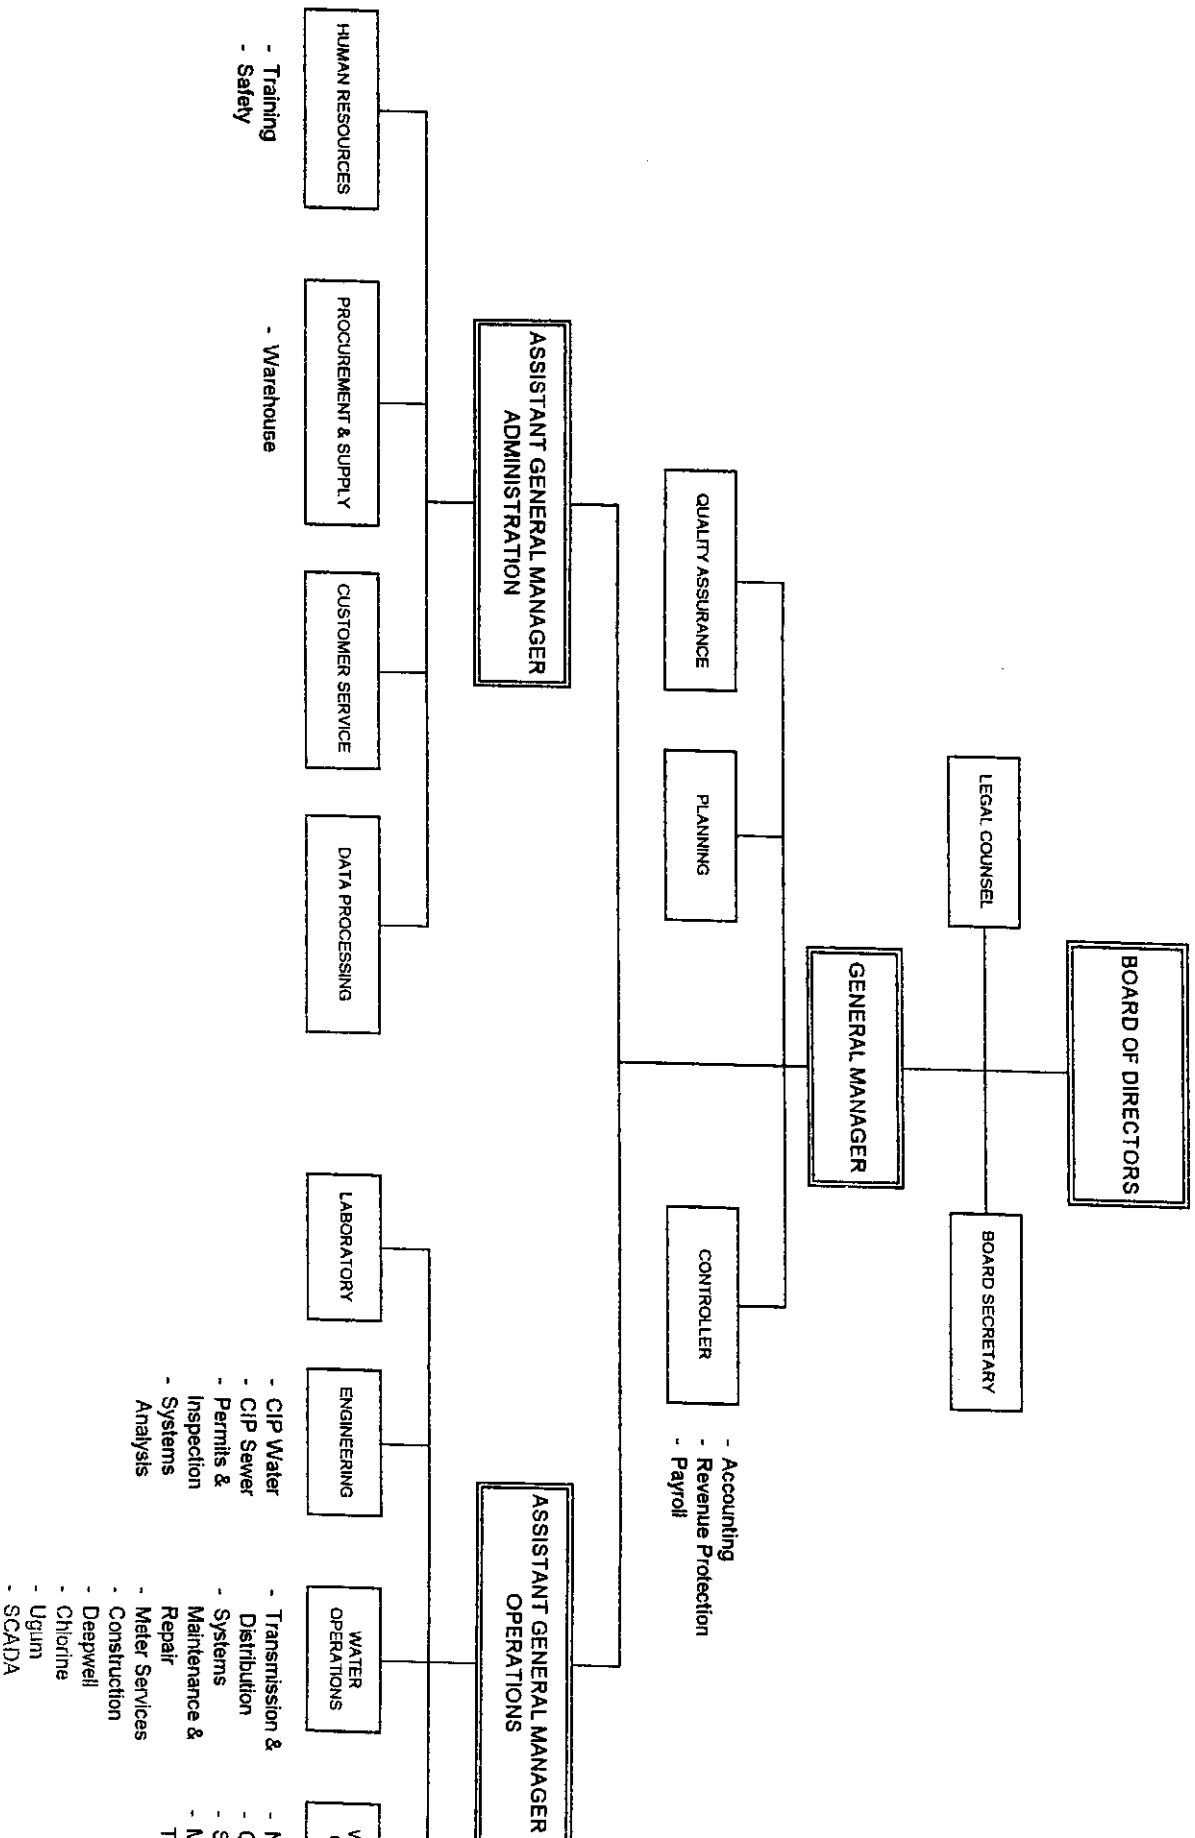 BOARD OF DIRECTORS
LEGAL COUNSEL
BOARD SECRETARY
GENERAL MANAGER
QUALITY ASSURANCE
PLANNING
CONTROLLER
- Accounting
- Revenue Protection
- Payroll
ASSISTANT GENERAL MANAGER
ADMINISTRATION
ASSISTANT GENERAL MANAGER
OPERATIONS
HUMAN RESOURCES
- Training
- Safety
PROCUREMENT & SUPPLY
- Warehouse
CUSTOMER SERVICE
DATA PROCESSING
LABORATORY
ENGINEERING
- CIP Water
- CIP Sewer
- Permits &
Inspection
- Systems
Analysis
WATER
OPERATIONS
- Transmission &
Distribution
- Systems
Maintenance &
Repair
- Meter Services
- Construction
- Deepwell
- Chlorine
- Ugum
- SCADA